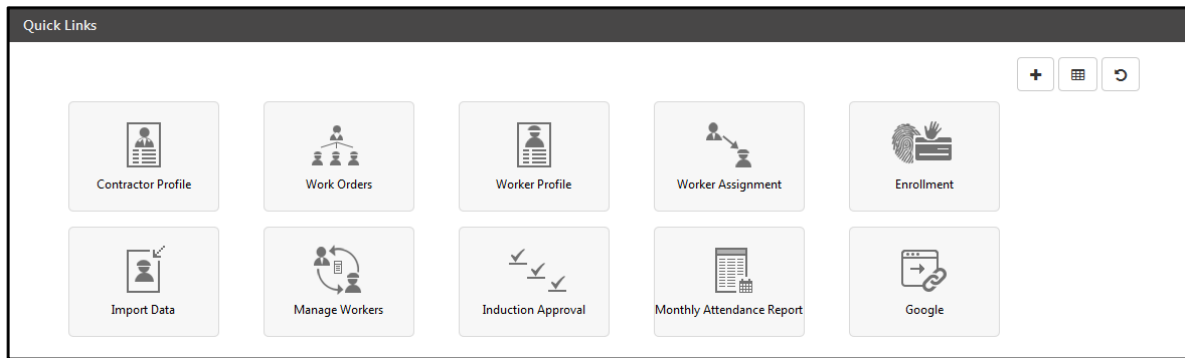 Quick Links
Contractor Profile
Work Orders
Worker Profile
Worker Assignment
Enrollment
Import Data
Manage Workers
Induction Approval
Monthly Attendance Report
Google